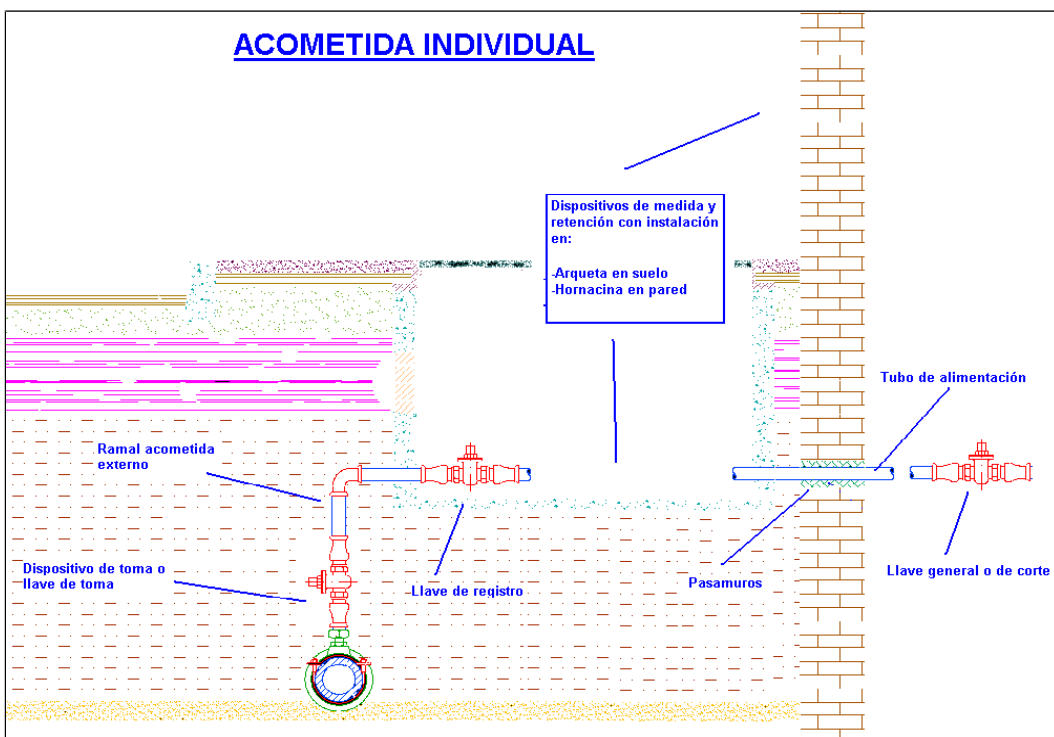 ACOMETIDA INDIVIDUAL
Dispositivos de medida y
retención con instalación
en:
-Arqueta en suelo
-Hornacina en pared
Tubo de alimentación
Ramal acometida
externo
Dispositivo de toma o
llave de toma
Llave de registro
Pasamuros
Llave general o de corte